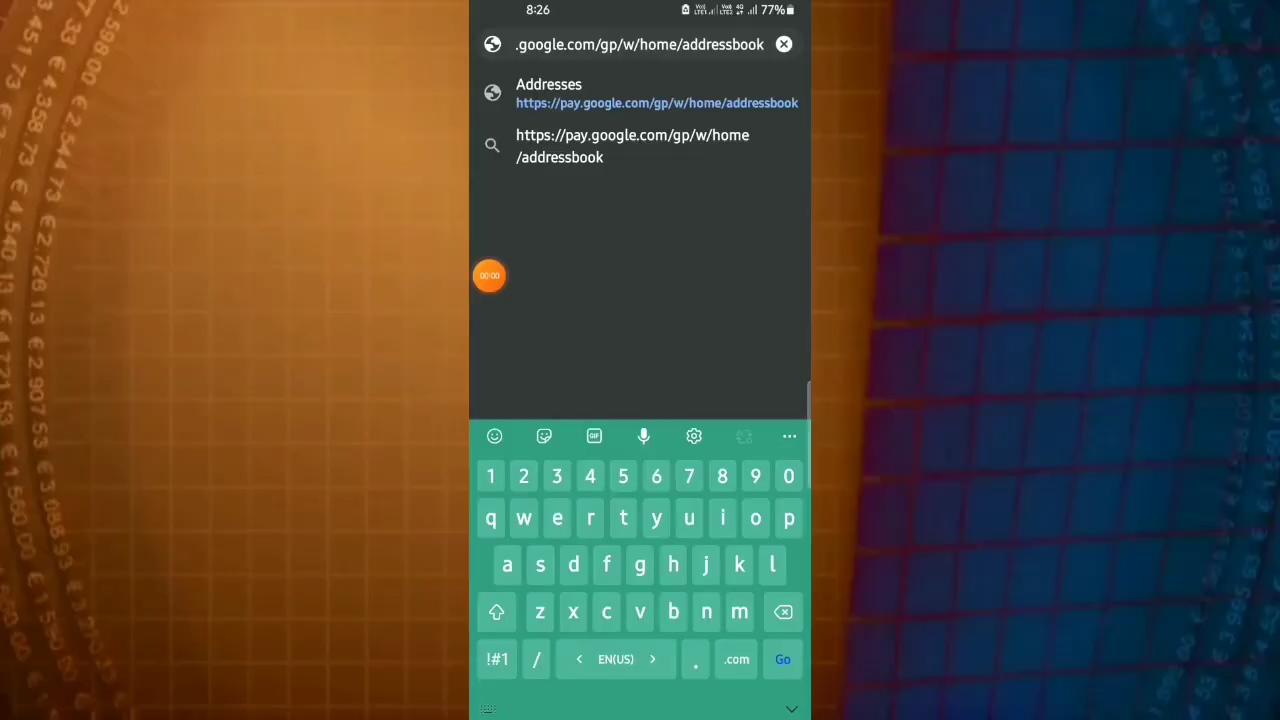 8:26
77%
.google.com/gp/w/home/addressbook
Addresses
https://pay.google.com/gp/w/home/addressbook
https://pay.google.com/gp/w/home
/addressbook
00:00
GIF
1 2 3 4 5 6 7 8 9 0
q w e r t y u i o p
a s d f g h j k l
z x c v b n m
!#1 / < EN(US) > . .com Go